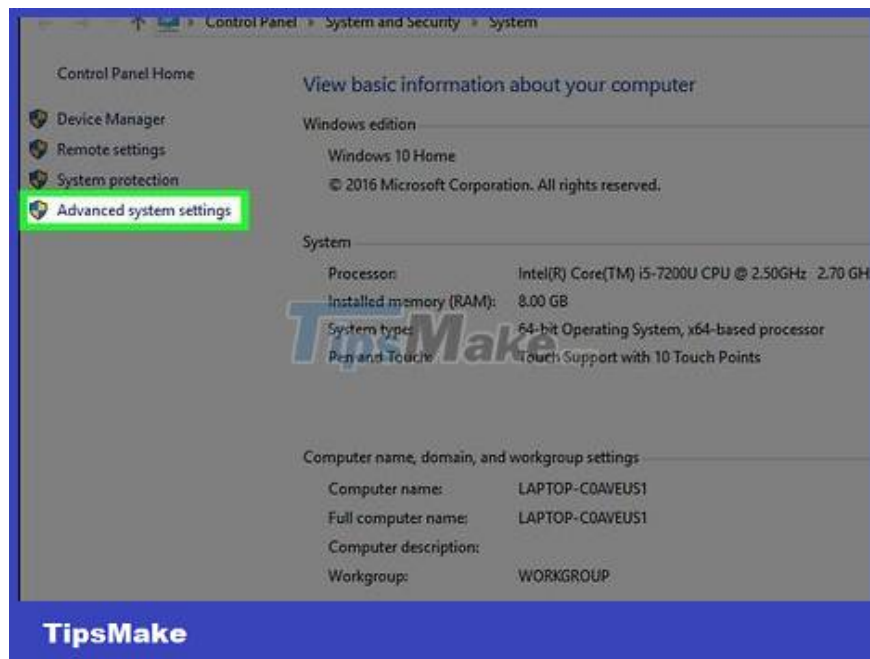 Control Panel › System and Security › System
Control Panel Home
Device Manager
Remote settings
System protection
Advanced system settings
View basic information about your computer
Windows edition
Windows 10 Home
© 2016 Microsoft Corporation. All rights reserved.
System
Processor: Intel(R) Core(TM) i5-7200U CPU @ 2.50GHz 2.70 GH
Installed memory (RAM): 8.00 GB
System type: 64-bit Operating System, x64-based processor
Pen and Touch: Touch Support with 10 Touch Points
TipsMake
Computer name, domain, and workgroup settings
Computer name: LAPTOP-C0AVEUS1
Full computer name: LAPTOP-C0AVEUS1
Computer description:
Workgroup: WORKGROUP
TipsMake